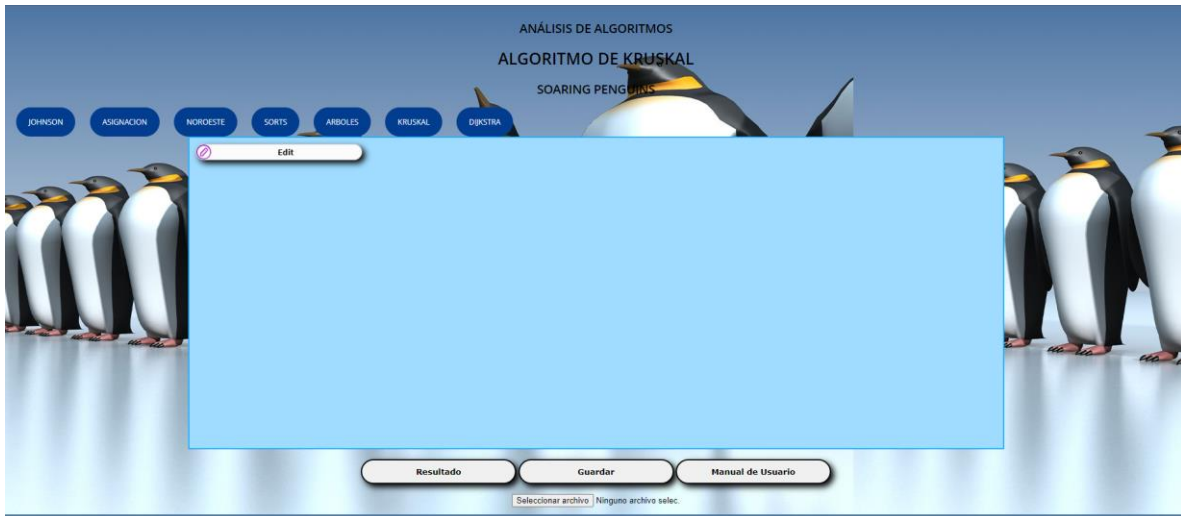 ANÁLISIS DE ALGORITMOS
ALGORITMO DE KRUSKAL
SOARING PENGUINS
JOHNSON ASIGNACION NOROESTE SORTS ARBOLES KRUSKAL DIJKSTRA
Edit
Resultado Guardar Manual de Usuario
Seleccionar archivo Ninguno archivo selec.